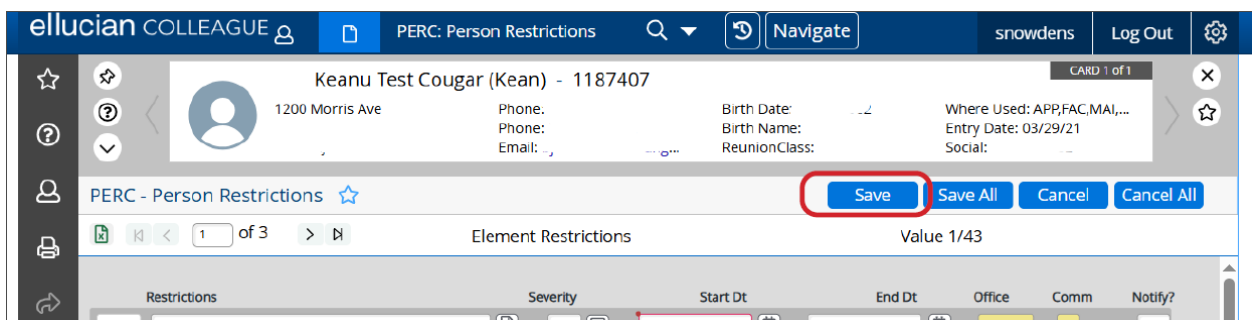 ellucian COLLEAGUE PERC: Person Restrictions Navigate snowdens Log Out
Keanu Test Cougar (Kean) - 1187407 CARD 1 of 1
1200 Morris Ave Phone: Birth Date: Where Used: APP,FAC,MAI,...
Phone: Birth Name: Entry Date: 03/29/21
Email: ReunionClass: Social:
PERC - Person Restrictions Save Save All Cancel Cancel All
1 of 3 Element Restrictions Value 1/43
Restrictions Severity Start Dt End Dt Office Comm Notify?